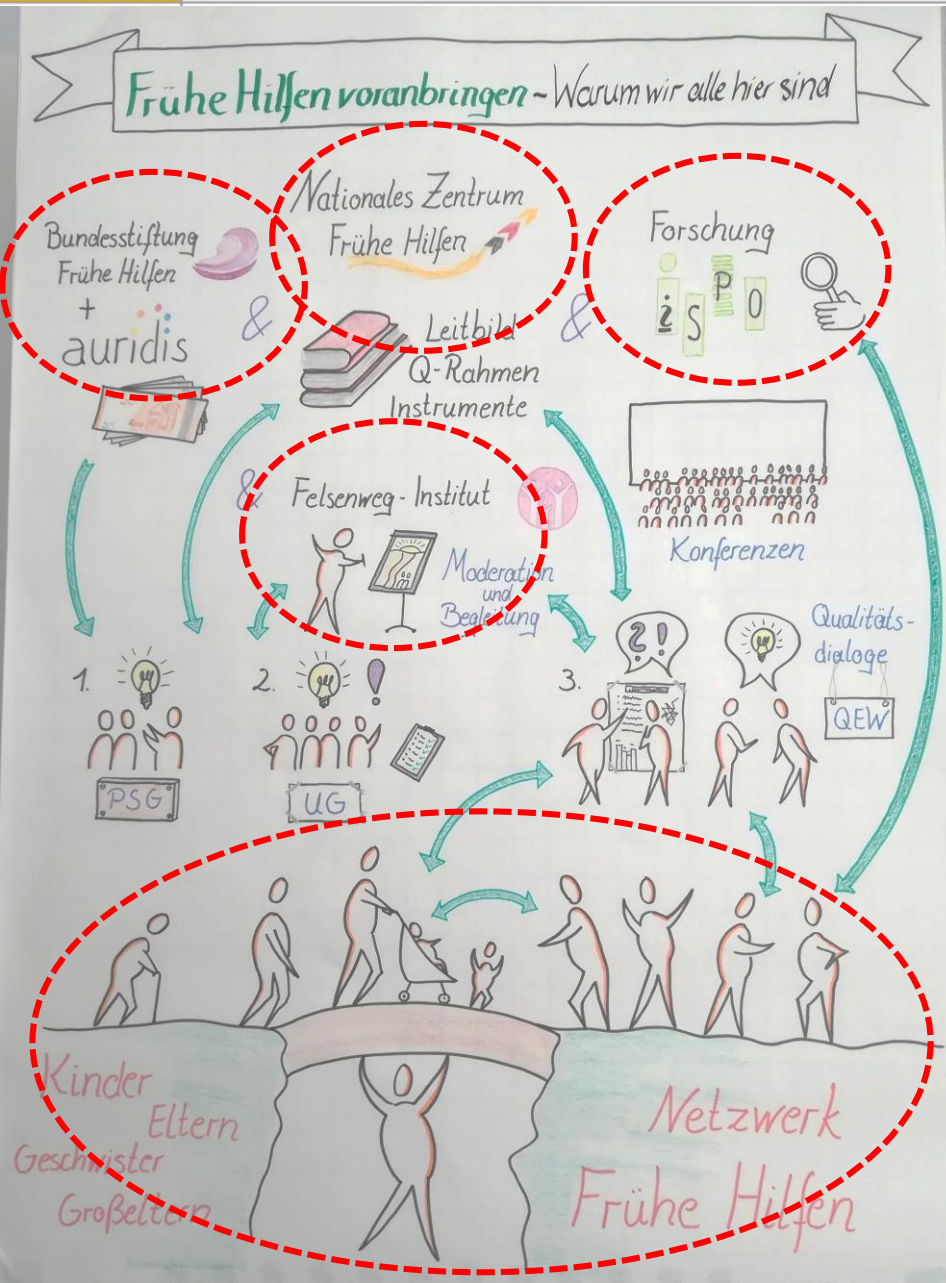 Frühe Hilfen voranbringen ~ Warum wir alle hier sind
Bundesstiftung
Frühe Hilfen
+
auridis
&
Nationales Zentrum
Frühe Hilfen
Leitbild
Q-Rahmen
Instrumente
&
Forschung
iSPO
Konferenzen
&
Felsenweg-Institut
Moderation
und
Begleitung
1.
PSG
2.
!
UG
3.
?!
Qualitäts-
dialoge
QEW
Kinder
Eltern
Geschwister
Großeltern
Netzwerk
Frühe Hilfen